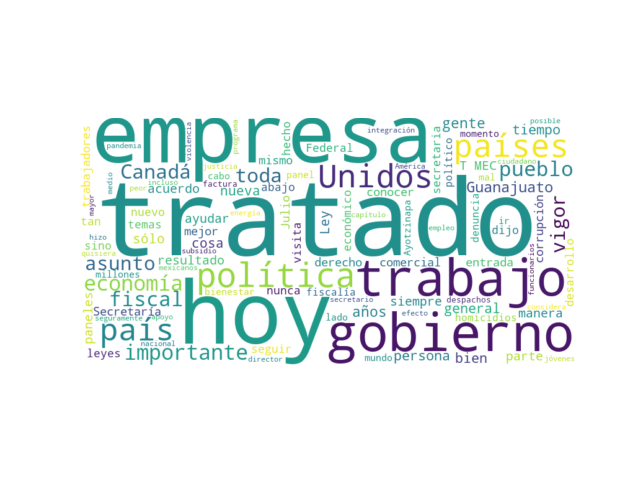 empresa
tratado
hoy
trabajo
gobierno
política
países
país
Unidos
pueblo
vigor
economía
fiscal
importante
asunto
Canadá
toda
gente
tiempo
Guanajuato
trabajadores
pandemia
violencia
programa
Federal
hecho
mismo
integración
momento
posible
secretaria
político
T MEC
mal
ciudadano
América
justicia
panel
cabo
factura
abajo
conocer
acuerdo
nueva
medio
incluso
peor
mayor
tan
nuevo
ayudar
Julio
Ley
económico
capítulo
Ayotzinapa
denuncia
ir
dijo
corrupción
funcionarios
desarrollo
temas
sólo
mejor
cosa
energía
visita
empleo
hizo
sino
quisiera
subsidio
resultado
derecho
comercial
entrada
millones
mexicanos
nunca
fiscalía
bienestar
secretario
despachos
siempre
años
general
manera
homicidios
Secretaría
seguramente
apoyo
lado
efecto
paneles
leyes
nacional
seguir
director
mundo
persona
bien
parte
jóvenes